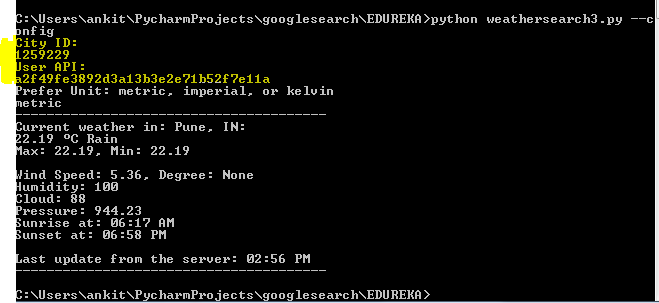 C:\Users\ankit\PycharmProjects\googlesearch\EDUREKA>python weathersearch3.py --c
onfig
City ID:
1259229
User API:
a2f49fe3892d3a13b3e2e71b52f7e11a
Prefer Unit: metric, imperial, or kelvin
metric
---------------------------------------
Current weather in: Pune, IN:
22.19 ºC Rain
Max: 22.19, Min: 22.19
Wind Speed: 5.36, Degree: None
Humidity: 100
Cloud: 88
Pressure: 944.23
Sunrise at: 06:17 AM
Sunset at: 06:58 PM
Last update from the server: 02:56 PM
---------------------------------------
C:\Users\ankit\PycharmProjects\googlesearch\EDUREKA>